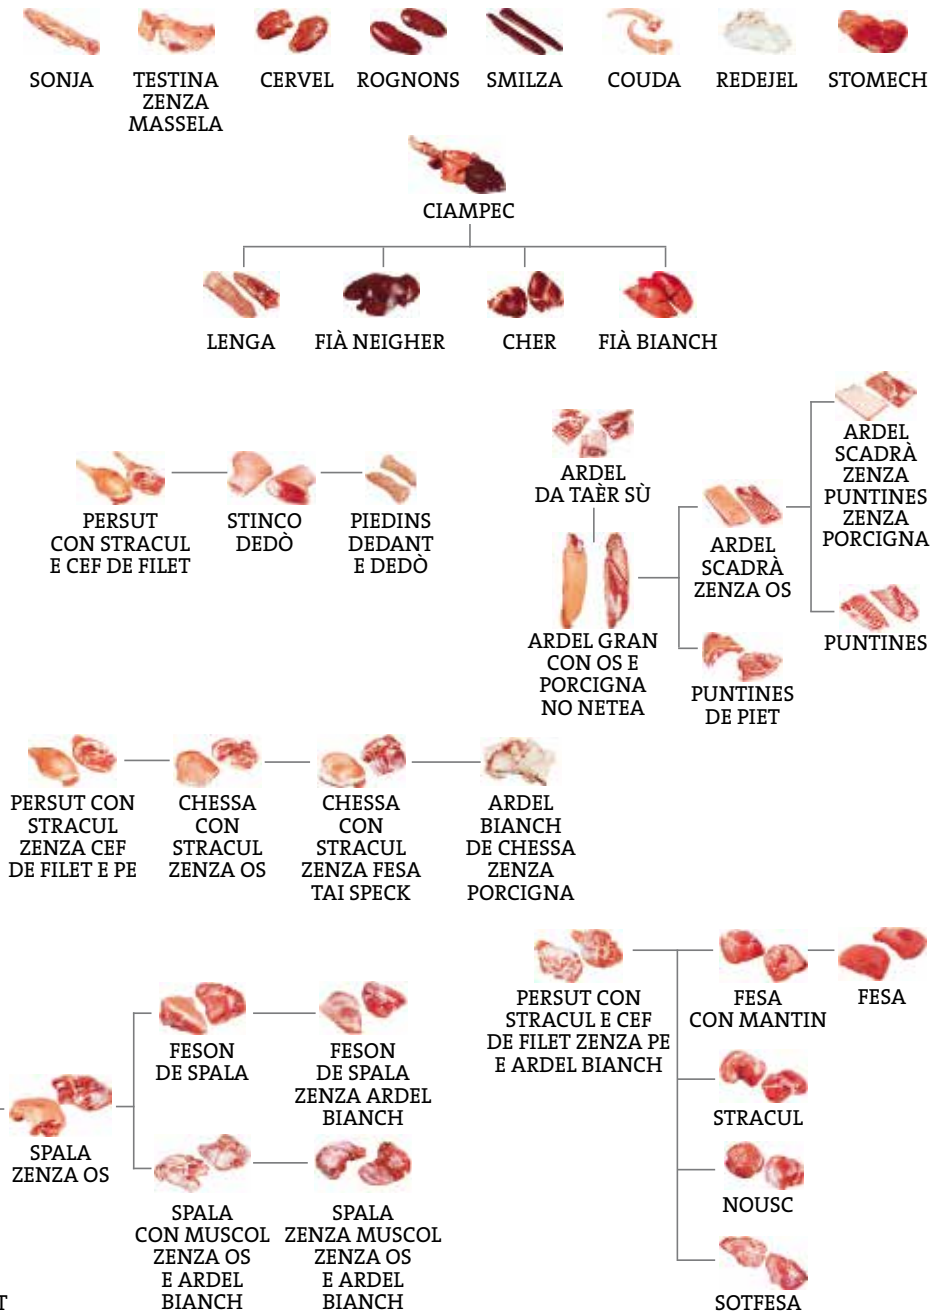 SONJA
TESTINA
ZENZA
MASSELA
CERVEL
ROGNONS
SMILZA
COUDA
REDEJEL
STOMECH
CIAMPEC
LENGA
FIÀ NEIGHER
CHER
FIÀ BIANCH
PERSUT
CON STRACUL
E CEF DE FILET
STINCO
DEDÒ
PIEDINS
DEDANT
E DEDÒ
ARDEL
DA TAÈR SÙ
ARDEL GRAN
CON OS E
PORCIGNA
NO NETEA
ARDEL
SCADRÀ
ZENZA OS
PUNTINES
DE PIET
ARDEL
SCADRÀ
ZENZA
PUNTINES
ZENZA
PORCIGNA
PUNTINES
PERSUT CON
STRACUL
ZENZA CEF
DE FILET E PE
CHESSA
CON
STRACUL
ZENZA OS
CHESSA
CON
STRACUL
ZENZA FESA
TAI SPECK
ARDEL
BIANCH
DE CHESSA
ZENZA
PORCIGNA
SPALA
ZENZA OS
FESON
DE SPALA
FESON
DE SPALA
ZENZA ARDEL
BIANCH
SPALA
CON MUSCOL
ZENZA OS
E ARDEL
BIANCH
SPALA
ZENZA MUSCOL
ZENZA OS
E ARDEL
BIANCH
PERSUT CON
STRACUL E CEF
DE FILET ZENZA PE
E ARDEL BIANCH
FESA
CON MANTIN
FESA
STRACUL
NOUSC
SOTFESA
T